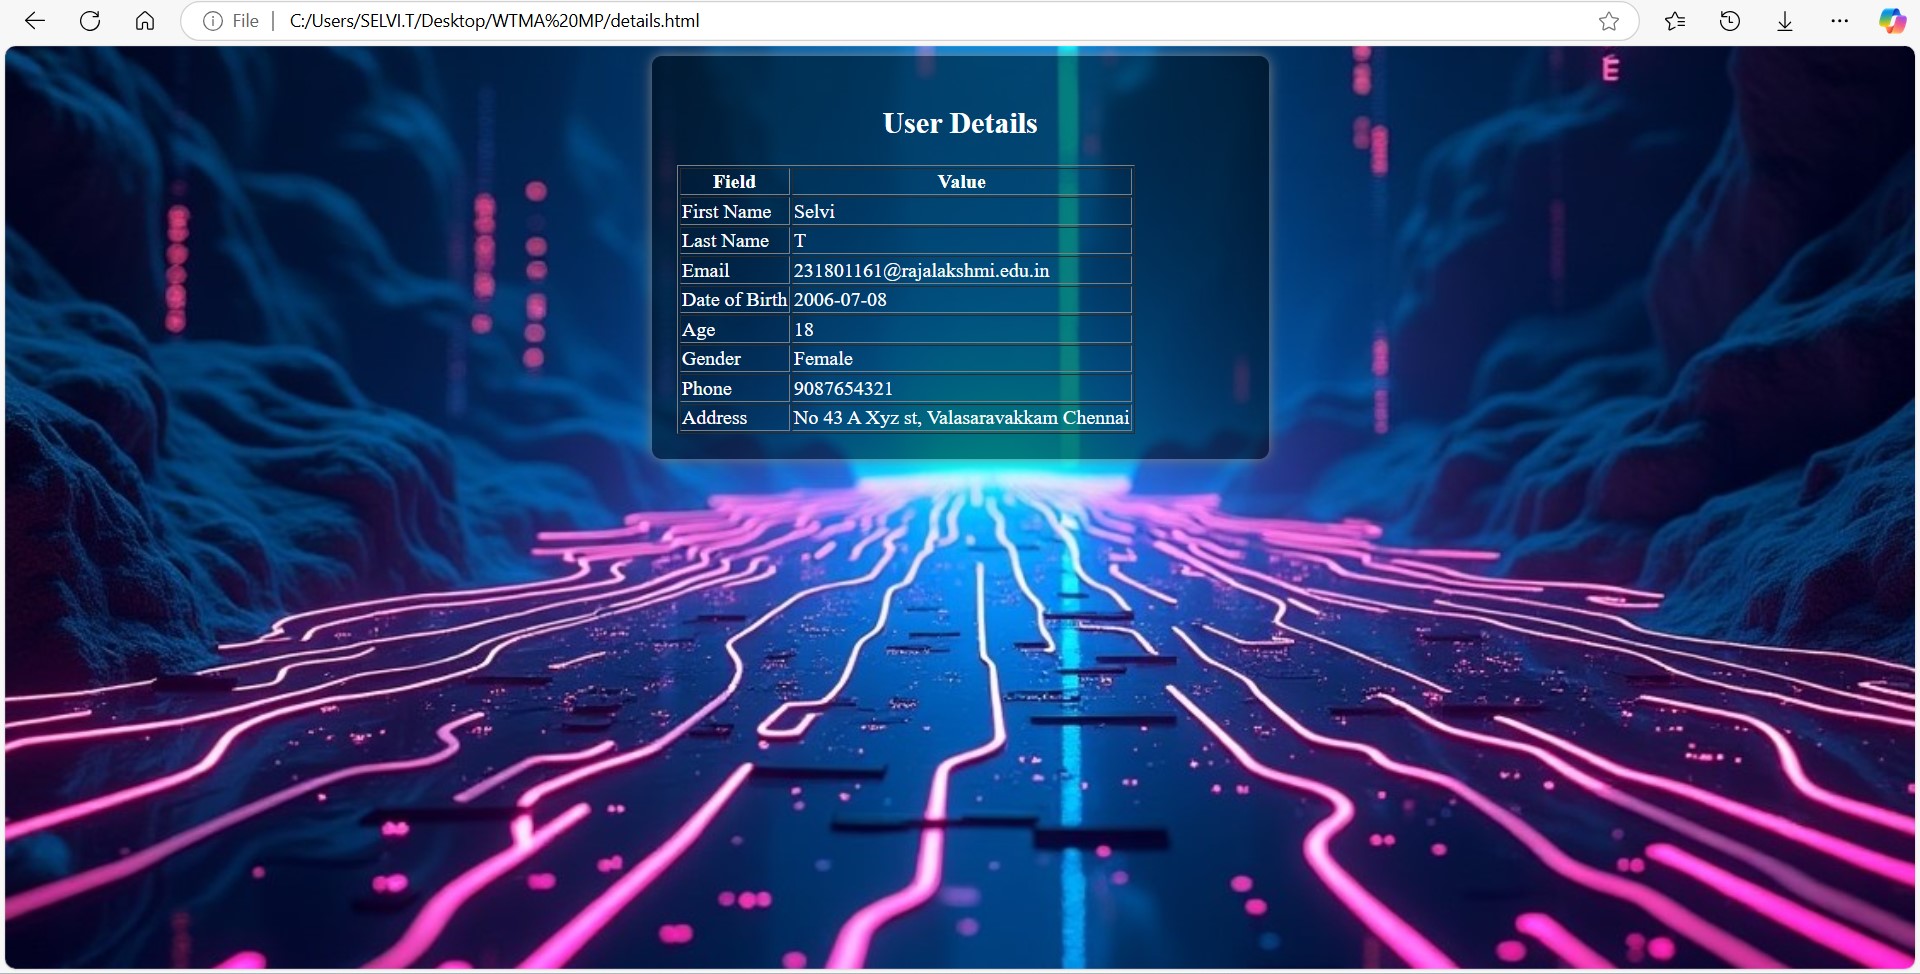 File | C:/Users/SELVI.T/Desktop/WTMA%20MP/details.html
E
User Details
Field Value
First Name Selvi
Last Name T
Email 231801161@rajalakshmi.edu.in
Date of Birth 2006-07-08
Age 18
Gender Female
Phone 9087654321
Address No 43 A Xyz st, Valasaravakkam Chennai